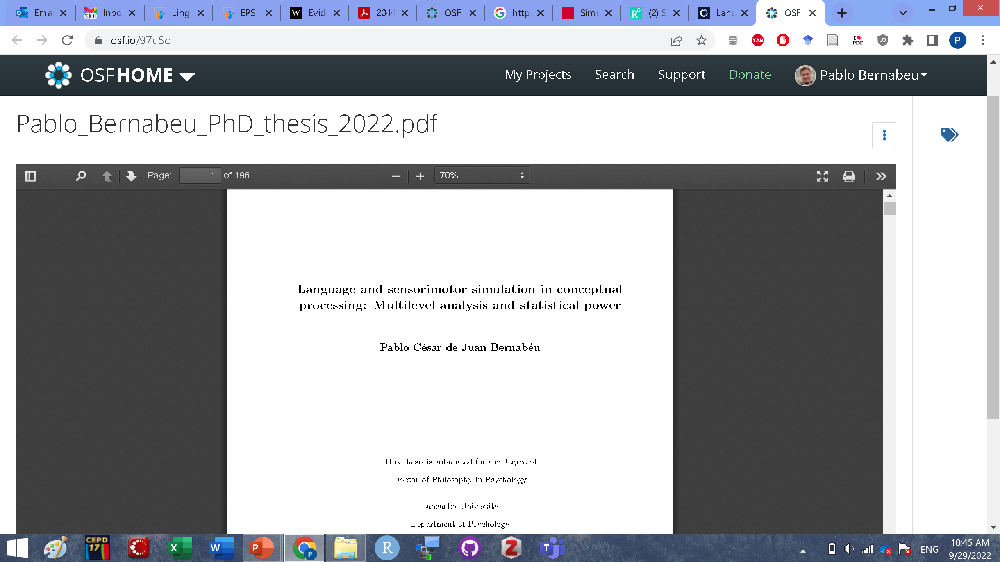 Ema
Inbo
Ling
EPS
Evid
2044
OSF
http
Sim
(2) S
Lang
OSF
osf.io/97u5c
YAB
I PDF
UD
P
OSFHOME
My Projects
Search
Support
Donate
Pablo Bernabeu
Pablo_Bernabeu_PhD_thesis_2022.pdf
Page: 1 of 196
70%
Language and sensorimotor simulation in conceptual
processing: Multilevel analysis and statistical power
Pablo César de Juan Bernabéu
This thesis is submitted for the degree of
Doctor of Philosophy in Psychology
Lancaster University
Department of Psychology
CEPD
17
ENG
10:45 AM
9/29/2022